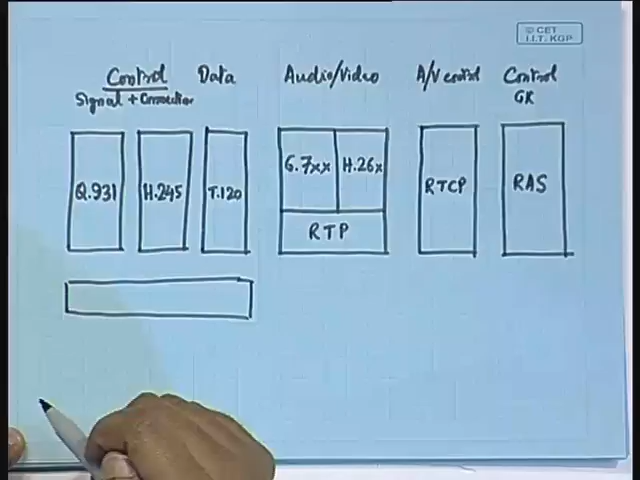 © CET
I.I.T. KGP
Control Data Audio/Video A/V control Control
Signal + Connection GK
Q.931 H.245 T.120 G.7xx H.26x RTCP RAS
RTP